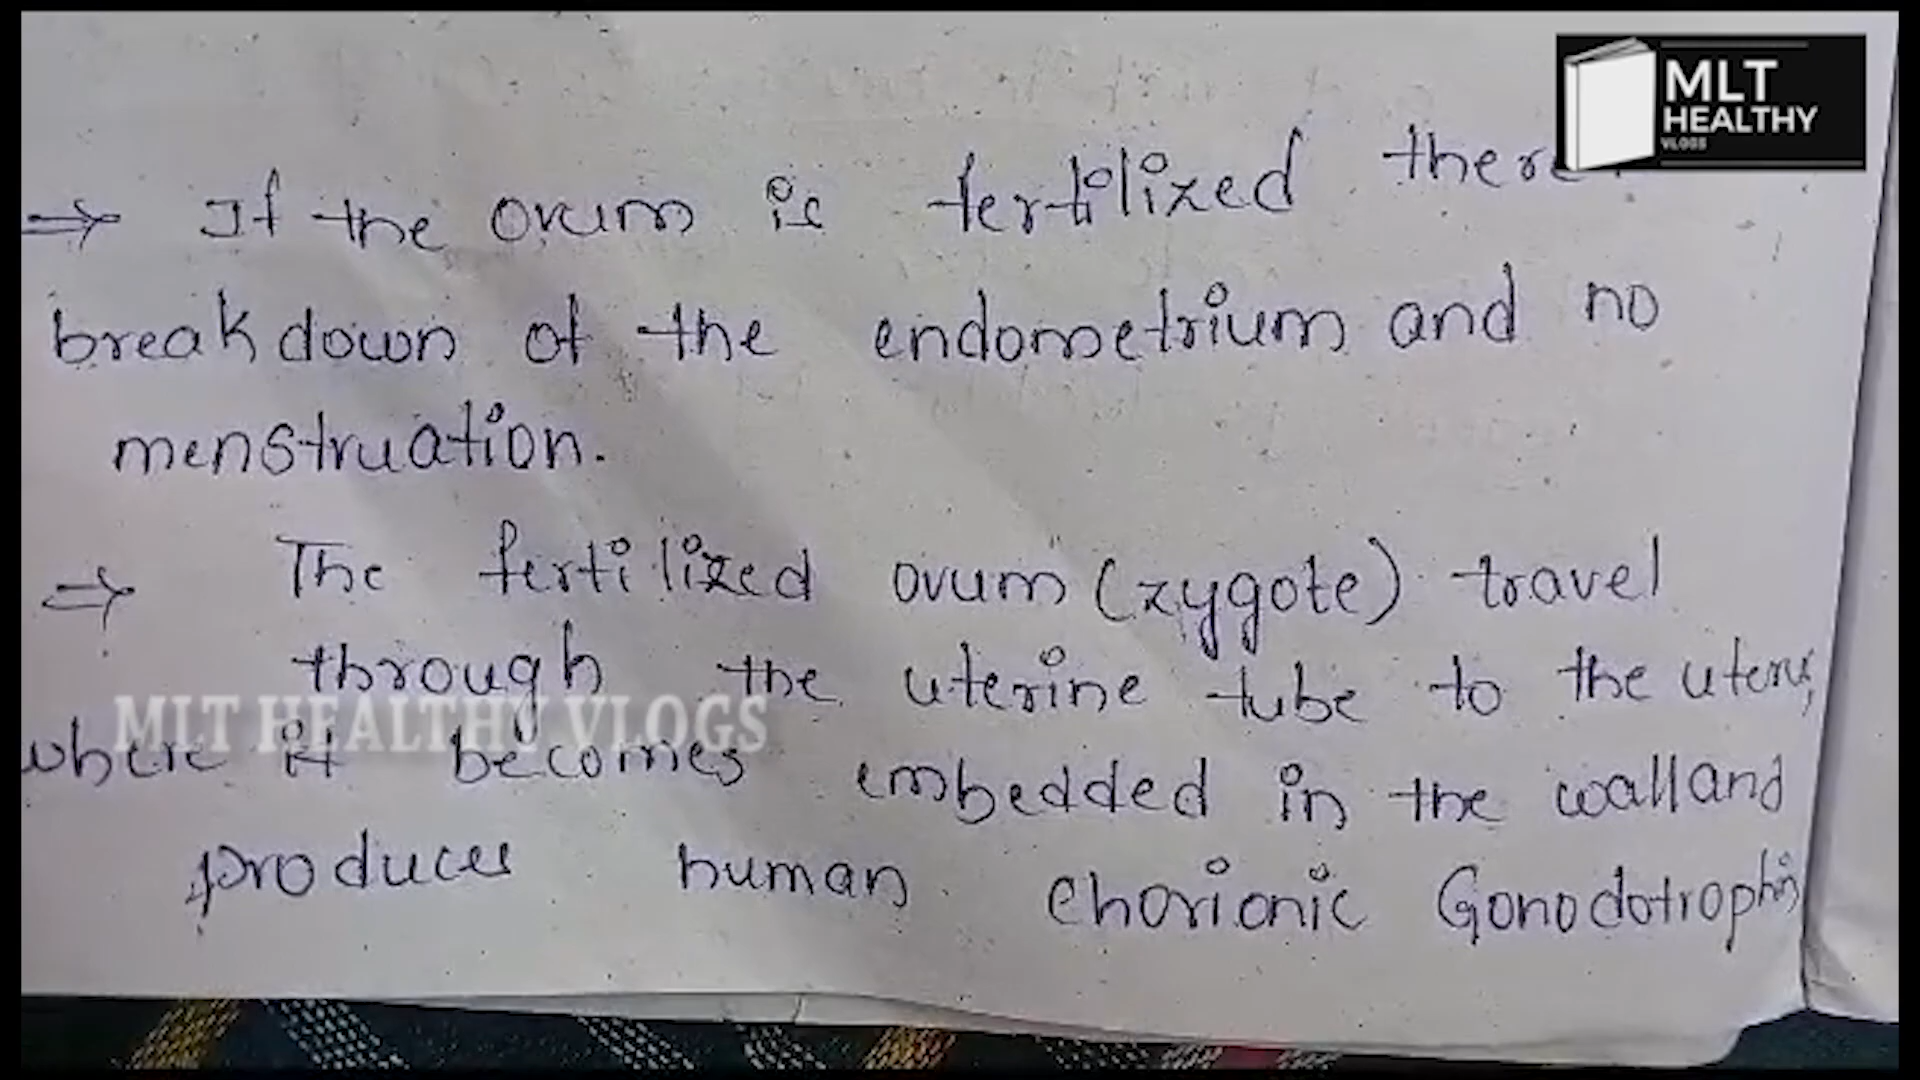 MLT
HEALTHY
VLOGS
⇒ If the ovum is fertilized there
breakdown of the endometrium and no
menstruation.
⇒ The fertilized ovum (zygote) travel
through the uterine tube to the uterus,
MLT HEALTHY VLOGS
where it becomes embedded in the wall and
produces human chorionic Gonodotrophin